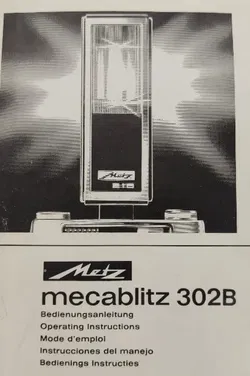 Metz
Metz
mecablitz 302B
Bedienungsanleitung
Operating Instructions
Mode d'emploi
Instrucciones del manejo
Bedienings Instructies